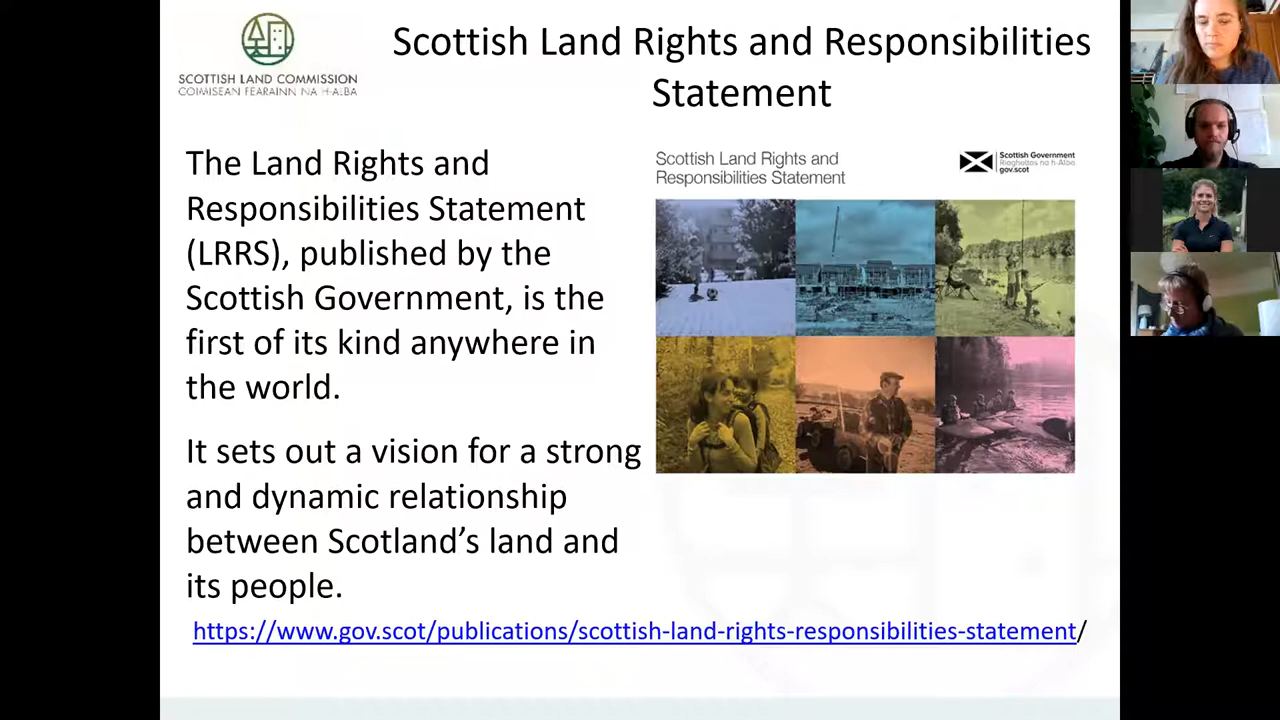 SCOTTISH LAND COMMISSION
COIMISEAN FEARAINN NA H-ALBA
Scottish Land Rights and Responsibilities
Statement
The Land Rights and
Responsibilities Statement
(LRRS), published by the
Scottish Government, is the
first of its kind anywhere in
the world.
It sets out a vision for a strong
and dynamic relationship
between Scotland’s land and
its people.
https://www.gov.scot/publications/scottish-land-rights-responsibilities-statement/
Scottish Land Rights and
Responsibilities Statement
Scottish Government
Riaghaltas na h-Alba
gov.scot